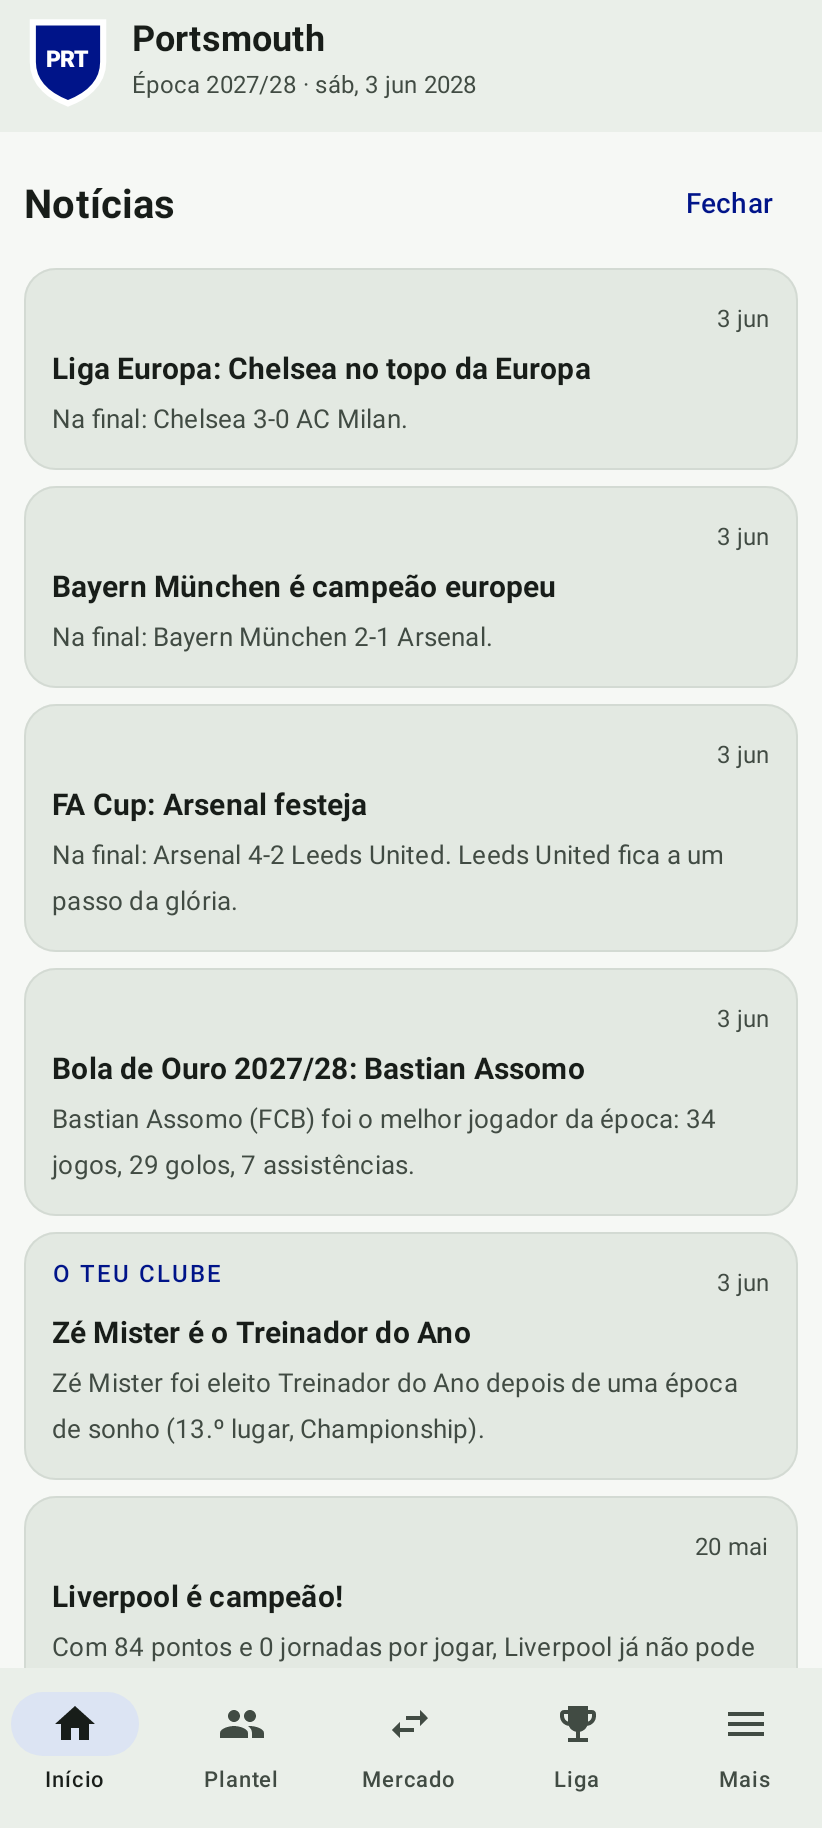 PRT
Portsmouth
Época 2027/28 · sáb, 3 jun 2028
Notícias
Fechar
3 jun
Liga Europa: Chelsea no topo da Europa
Na final: Chelsea 3-0 AC Milan.
3 jun
Bayern München é campeão europeu
Na final: Bayern München 2-1 Arsenal.
3 jun
FA Cup: Arsenal festeja
Na final: Arsenal 4-2 Leeds United. Leeds United fica a um
passo da glória.
3 jun
Bola de Ouro 2027/28: Bastian Assomo
Bastian Assomo (FCB) foi o melhor jogador da época: 34
jogos, 29 golos, 7 assistências.
O TEU CLUBE
3 jun
Zé Mister é o Treinador do Ano
Zé Mister foi eleito Treinador do Ano depois de uma época
de sonho (13.º lugar, Championship).
20 mai
Liverpool é campeão!
Com 84 pontos e 0 jornadas por jogar, Liverpool já não pode
Início
Plantel
Mercado
Liga
Mais